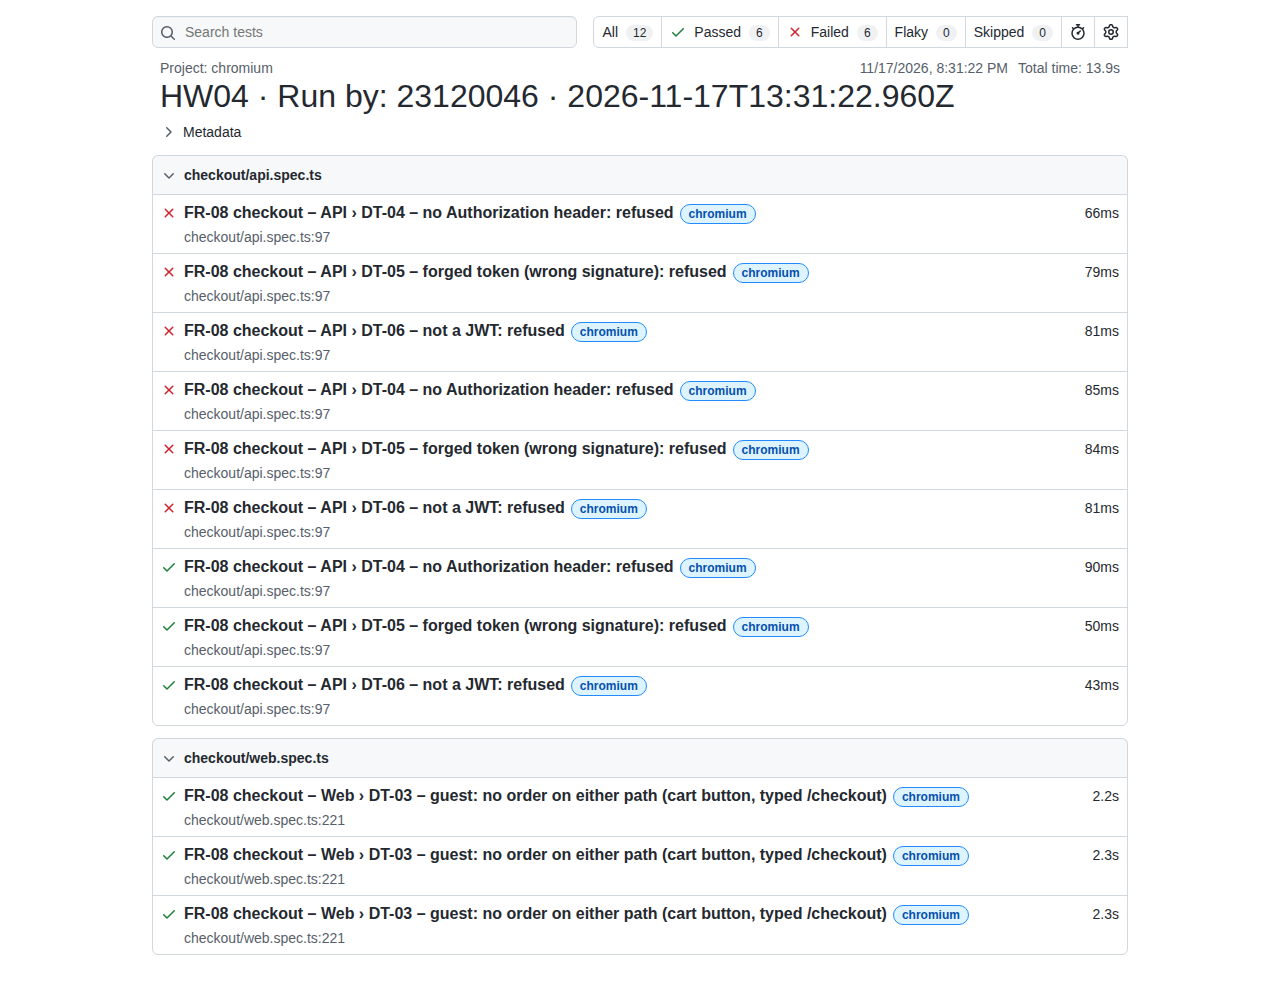 Search tests
All 12 Passed 6 Failed 6 Flaky 0 Skipped 0
Project: chromium 11/17/2026, 8:31:22 PM Total time: 13.9s
HW04 · Run by: 23120046 · 2026-11-17T13:31:22.960Z
Metadata
checkout/api.spec.ts
FR-08 checkout – API › DT-04 – no Authorization header: refused chromium 66ms
checkout/api.spec.ts:97
FR-08 checkout – API › DT-05 – forged token (wrong signature): refused chromium 79ms
checkout/api.spec.ts:97
FR-08 checkout – API › DT-06 – not a JWT: refused chromium 81ms
checkout/api.spec.ts:97
FR-08 checkout – API › DT-04 – no Authorization header: refused chromium 85ms
checkout/api.spec.ts:97
FR-08 checkout – API › DT-05 – forged token (wrong signature): refused chromium 84ms
checkout/api.spec.ts:97
FR-08 checkout – API › DT-06 – not a JWT: refused chromium 81ms
checkout/api.spec.ts:97
FR-08 checkout – API › DT-04 – no Authorization header: refused chromium 90ms
checkout/api.spec.ts:97
FR-08 checkout – API › DT-05 – forged token (wrong signature): refused chromium 50ms
checkout/api.spec.ts:97
FR-08 checkout – API › DT-06 – not a JWT: refused chromium 43ms
checkout/api.spec.ts:97
checkout/web.spec.ts
FR-08 checkout – Web › DT-03 – guest: no order on either path (cart button, typed /checkout) chromium 2.2s
checkout/web.spec.ts:221
FR-08 checkout – Web › DT-03 – guest: no order on either path (cart button, typed /checkout) chromium 2.3s
checkout/web.spec.ts:221
FR-08 checkout – Web › DT-03 – guest: no order on either path (cart button, typed /checkout) chromium 2.3s
checkout/web.spec.ts:221